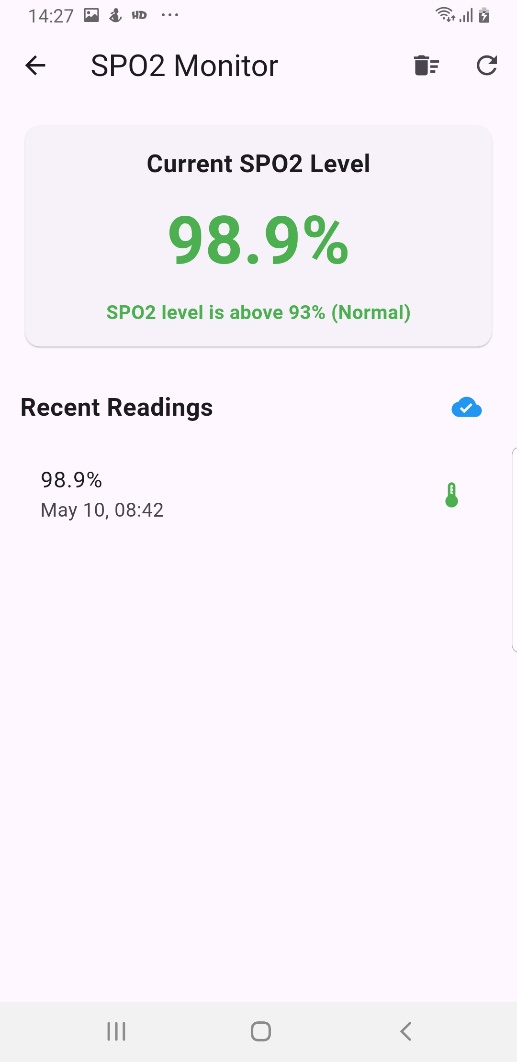 14:27 HD ...
SPO2 Monitor
Current SPO2 Level
98.9%
SPO2 level is above 93% (Normal)
Recent Readings
98.9%
May 10, 08:42